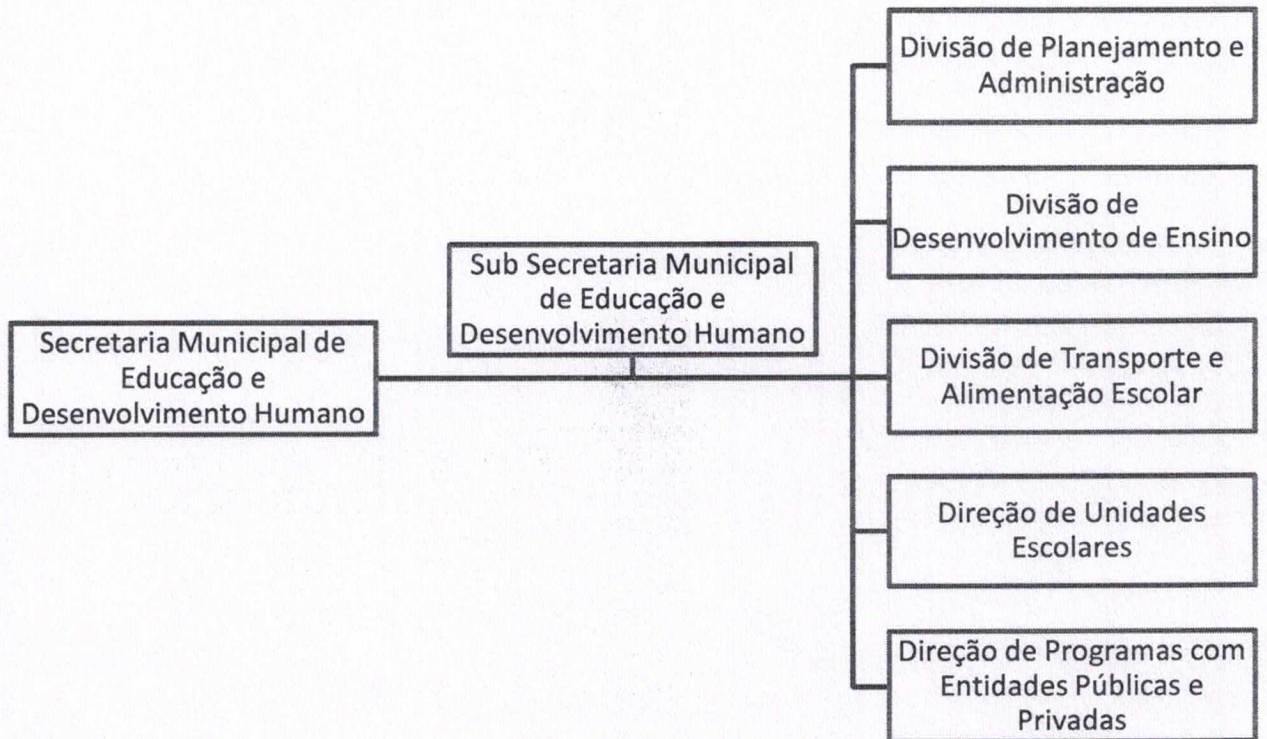 Secretaria Municipal de
Educação e
Desenvolvimento Humano
Sub Secretaria Municipal
de Educação e
Desenvolvimento Humano
Divisão de Planejamento e
Administração
Divisão de
Desenvolvimento de Ensino
Divisão de Transporte e
Alimentação Escolar
Direção de Unidades
Escolares
Direção de Programas com
Entidades Públicas e
Privadas